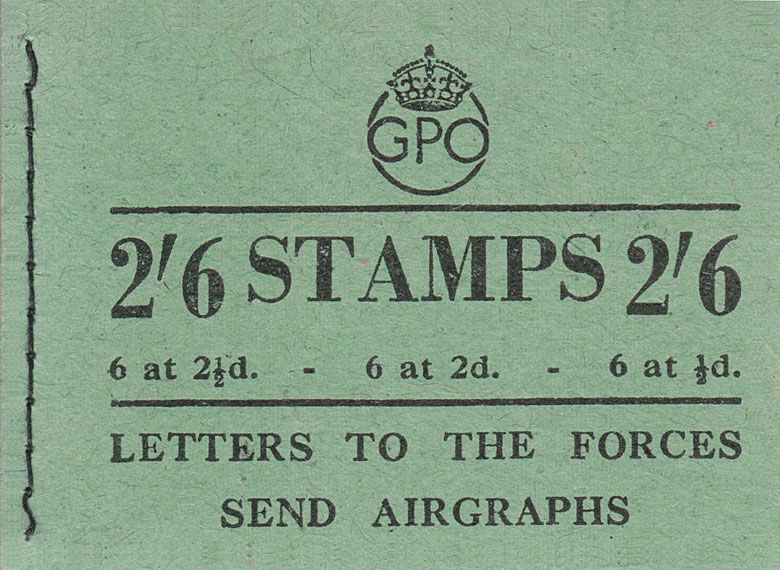 GPO
2'6 STAMPS 2'6
6 at 2½d. - 6 at 2d. - 6 at ½d.
LETTERS TO THE FORCES
SEND AIRGRAPHS